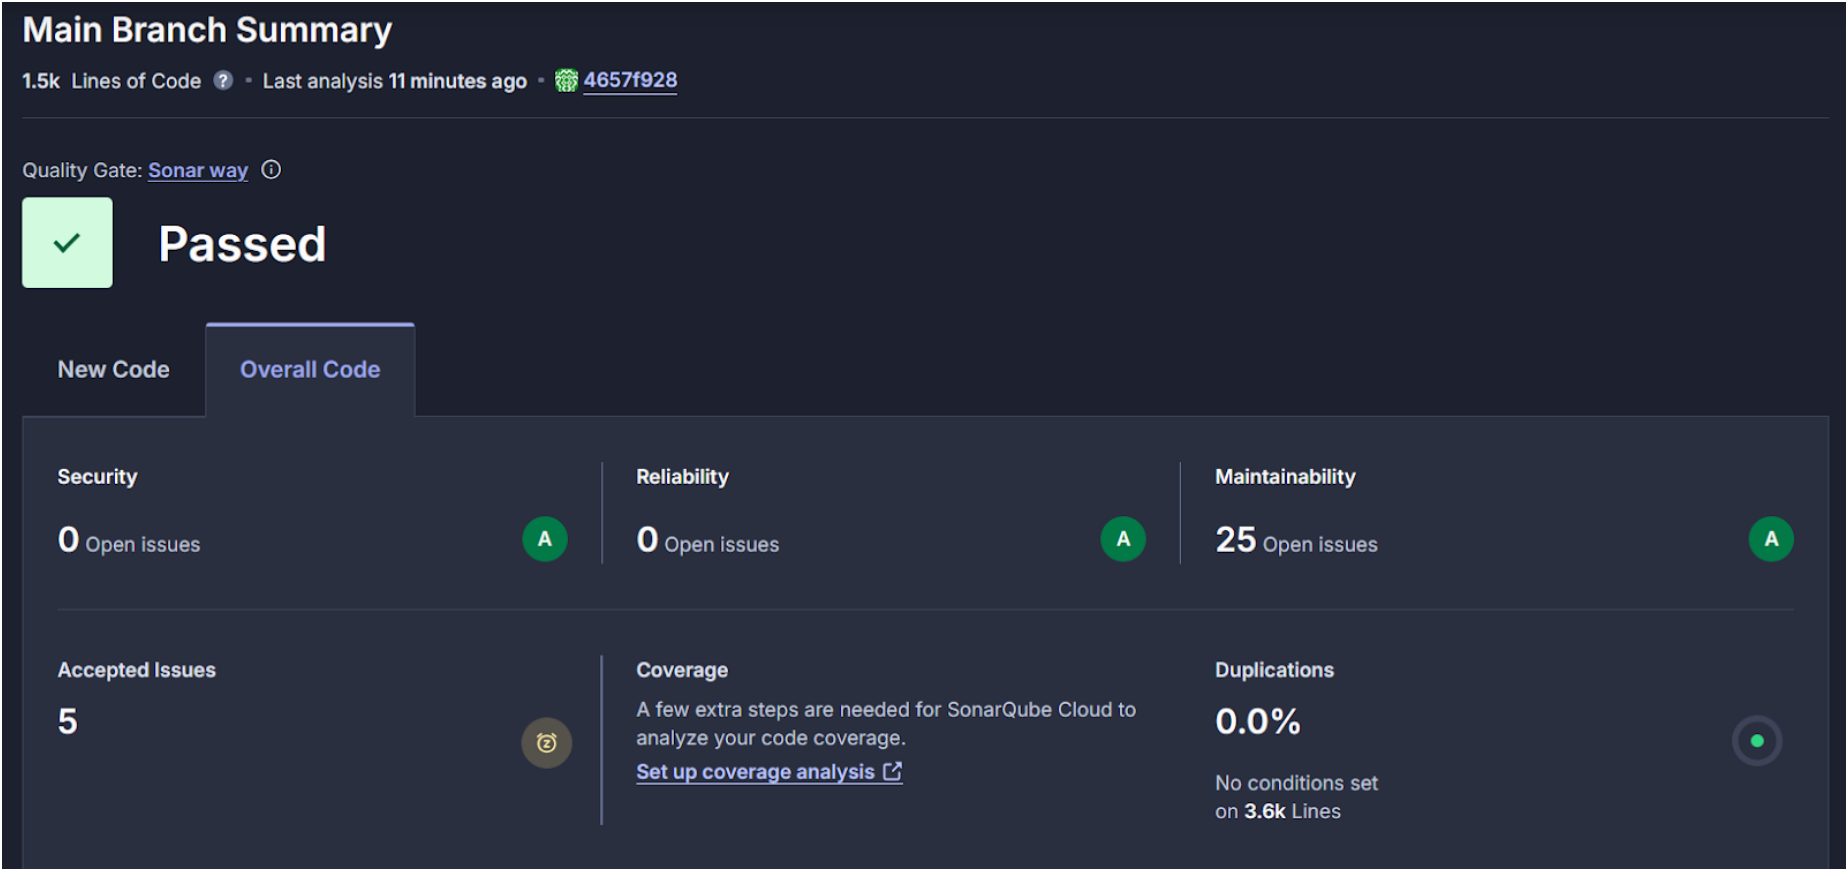 Main Branch Summary
1.5k Lines of Code ? • Last analysis 11 minutes ago • 4657f928
Quality Gate: Sonar way
Passed
New Code
Overall Code
Security
0 Open issues
A
Reliability
0 Open issues
A
Maintainability
25 Open issues
A
Accepted Issues
5
Coverage
A few extra steps are needed for SonarQube Cloud to
analyze your code coverage.
Set up coverage analysis
Duplications
0.0%
No conditions set
on 3.6k Lines